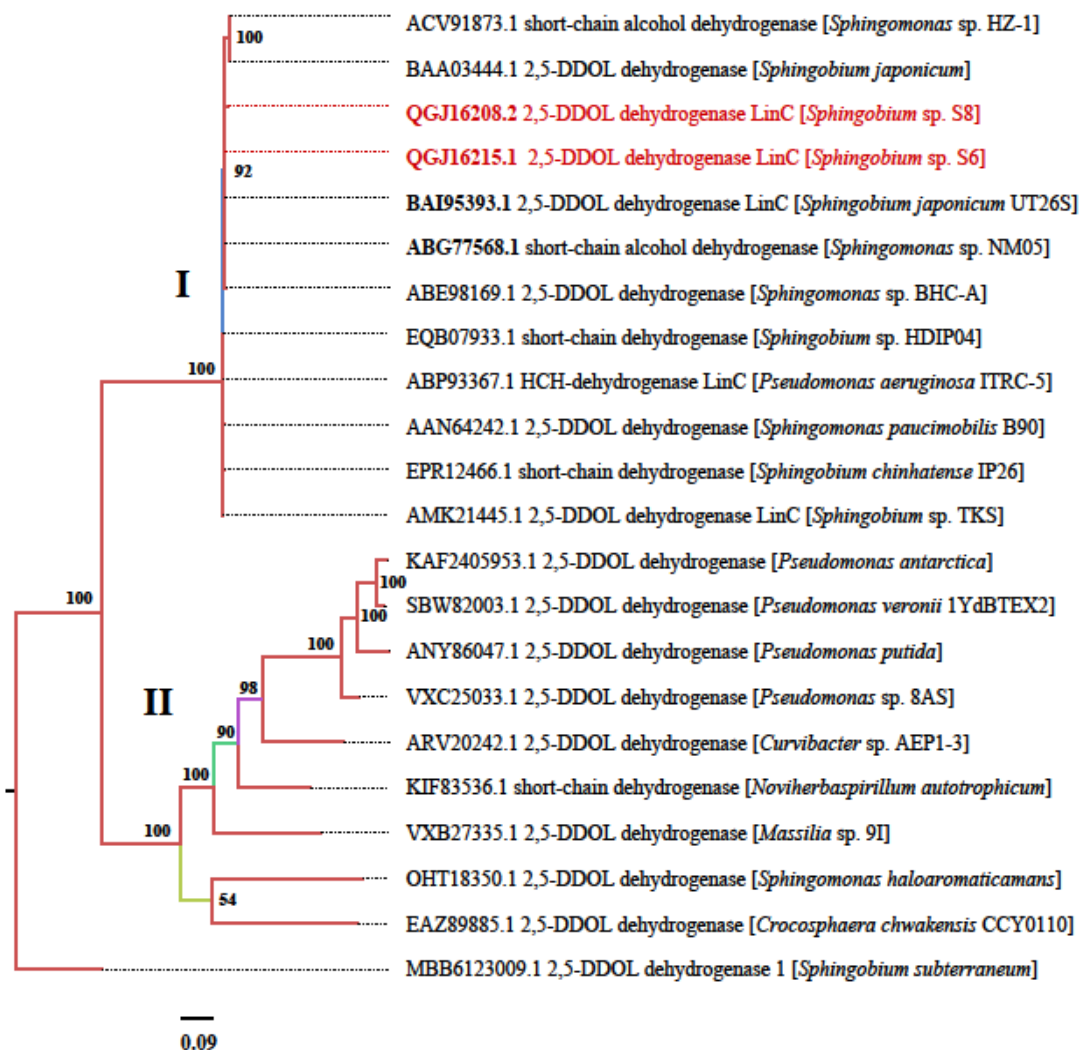 ACV91873.1 short-chain alcohol dehydrogenase [Sphingomonas sp. HZ-1]
100
BAA03444.1 2,5-DDOL dehydrogenase [Sphingobium japonicum]
QGJ16208.2 2,5-DDOL dehydrogenase LinC [Sphingobium sp. S8]
QGJ16215.1 2,5-DDOL dehydrogenase LinC [Sphingobium sp. S6]
92
BAI95393.1 2,5-DDOL dehydrogenase LinC [Sphingobium japonicum UT26S]
ABG77568.1 short-chain alcohol dehydrogenase [Sphingomonas sp. NM05]
I
ABE98169.1 2,5-DDOL dehydrogenase [Sphingomonas sp. BHC-A]
EQB07933.1 short-chain dehydrogenase [Sphingobium sp. HDIP04]
100
ABP93367.1 HCH-dehydrogenase LinC [Pseudomonas aeruginosa ITRC-5]
AAN64242.1 2,5-DDOL dehydrogenase [Sphingomonas paucimobilis B90]
EPR12466.1 short-chain dehydrogenase [Sphingobium chinhatense IP26]
AMK21445.1 2,5-DDOL dehydrogenase LinC [Sphingobium sp. TKS]
KAF2405953.1 2,5-DDOL dehydrogenase [Pseudomonas antarctica]
100
100
SBW82003.1 2,5-DDOL dehydrogenase [Pseudomonas veronii 1YdBTEX2]
100
100
ANY86047.1 2,5-DDOL dehydrogenase [Pseudomonas putida]
98
VXC25033.1 2,5-DDOL dehydrogenase [Pseudomonas sp. 8AS]
II
90
ARV20242.1 2,5-DDOL dehydrogenase [Curvibacter sp. AEP1-3]
100
KIF83536.1 short-chain dehydrogenase [Noviherbaspirillum autotrophicum]
100
VXB27335.1 2,5-DDOL dehydrogenase [Massilia sp. 9I]
OHT18350.1 2,5-DDOL dehydrogenase [Sphingomonas haloaromaticamans]
54
EAZ89885.1 2,5-DDOL dehydrogenase [Crocosphaera chwakensis CCY0110]
MBB6123009.1 2,5-DDOL dehydrogenase 1 [Sphingobium subterraneum]
0.09